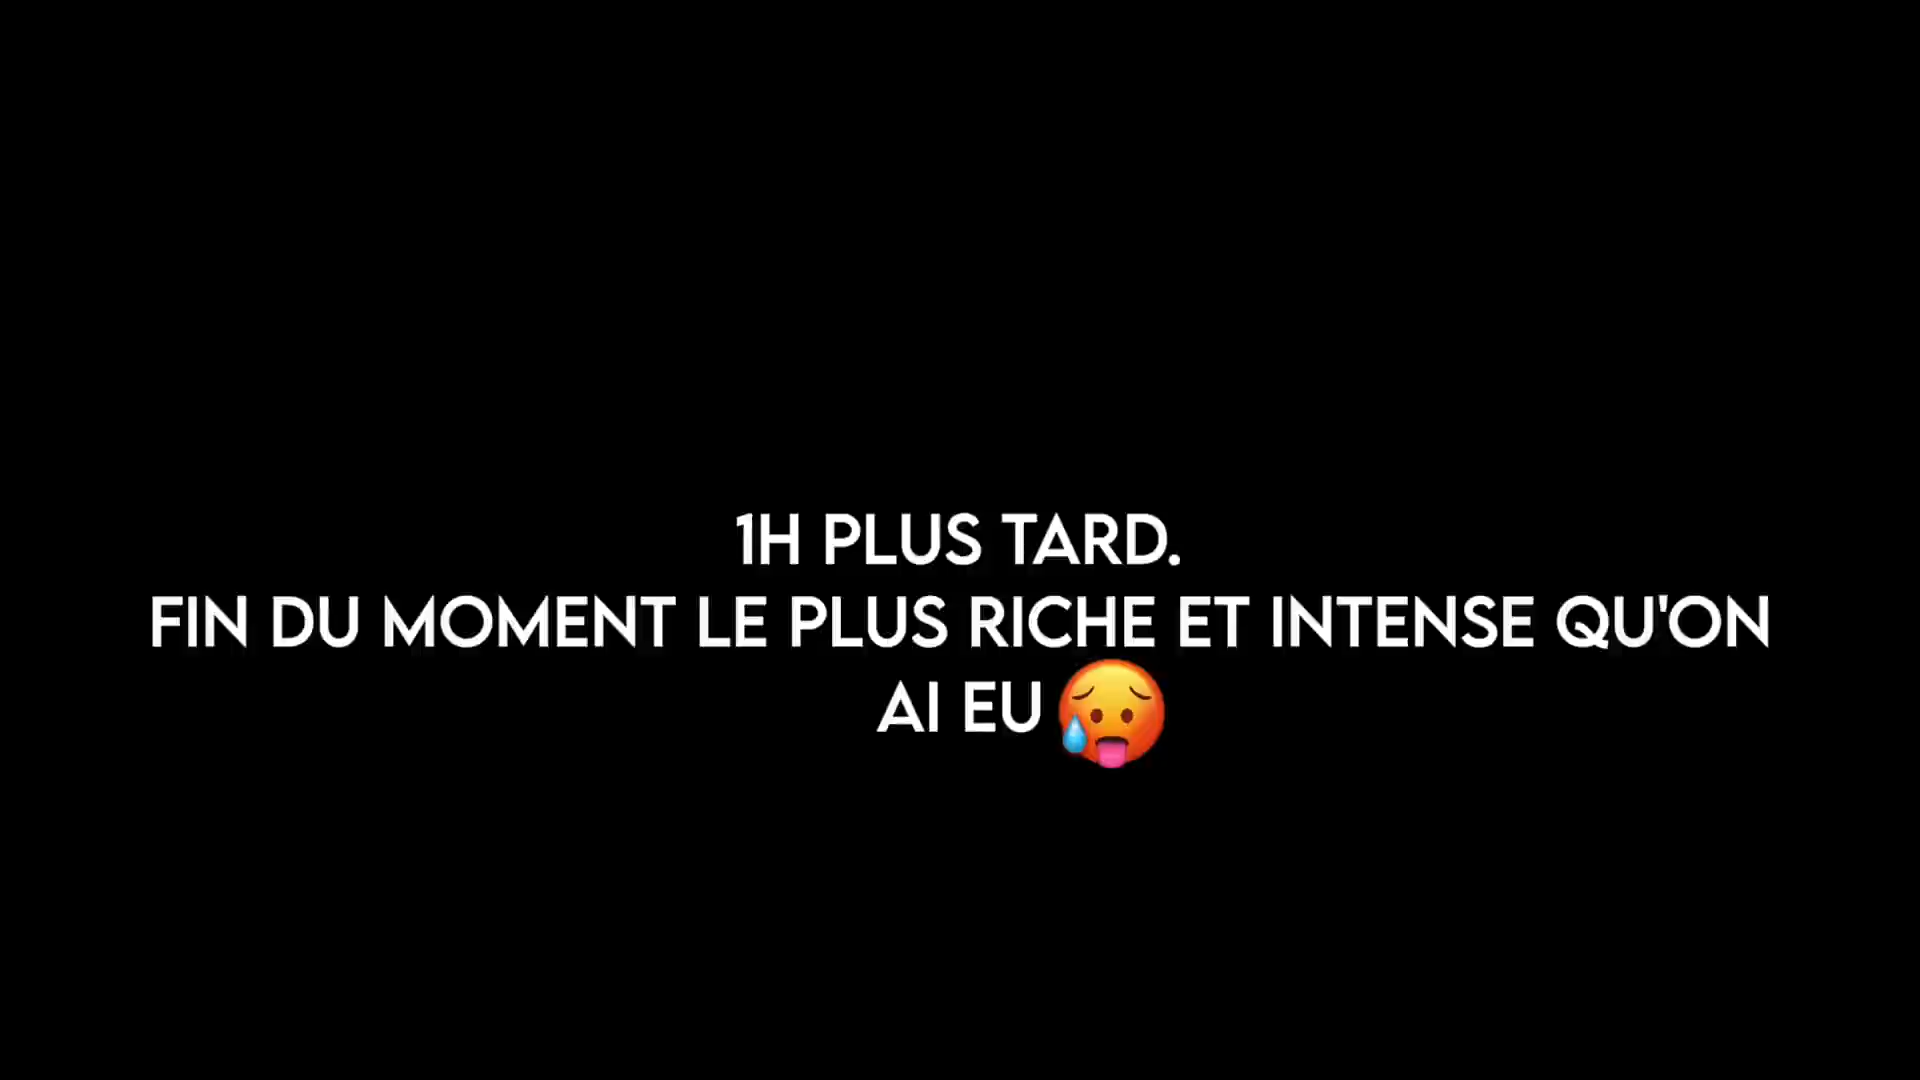 1H PLUS TARD.
FIN DU MOMENT LE PLUS RICHE ET INTENSE QU'ON
AI EU 🥵